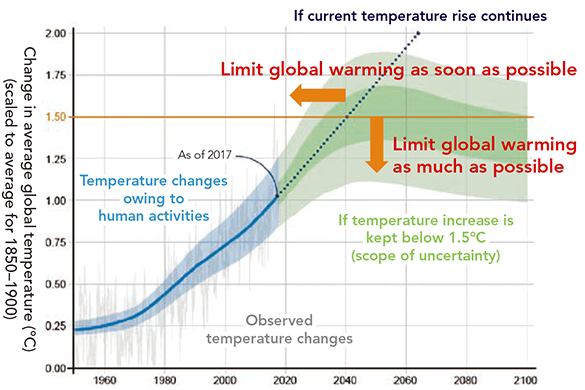 If current temperature rise continues
Change in average global temperature (°C)
(scaled to average for 1850–1900)
2.00
1.75
1.50
1.25
1.00
0.75
0.50
0.25
0.00
Limit global warming as soon as possible
Limit global warming
as much as possible
As of 2017
Temperature changes
owing to
human activities
If temperature increase is
kept below 1.5ºC
(scope of uncertainty)
Observed
temperature changes
1960
1980
2000
2020
2040
2060
2080
2100